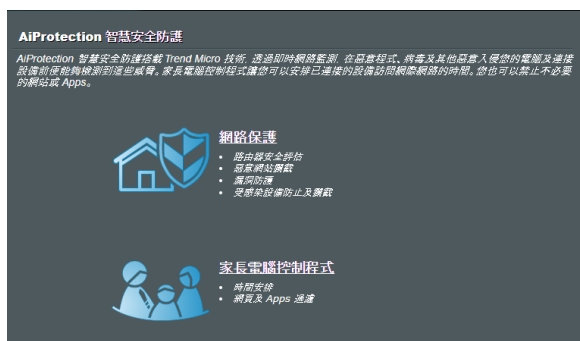 AiProtection 智慧安全防護
AiProtection 智慧安全防護搭載 Trend Micro 技術, 透過即時網路監測, 在惡意程式、病毒及其他惡意入侵您的電腦及連接
設備前便能夠檢測到這些威脅。家長電腦控制程式讓您可以安排已連接的設備訪問網際網路的時間。您也可以禁止不必要
的網站或 Apps。
網路保護
• 路由器安全評估
• 惡意網站攔截
• 漏洞防護
• 受感染設備防止及攔截
家長電腦控制程式
• 時間安排
• 網頁及 Apps 過濾